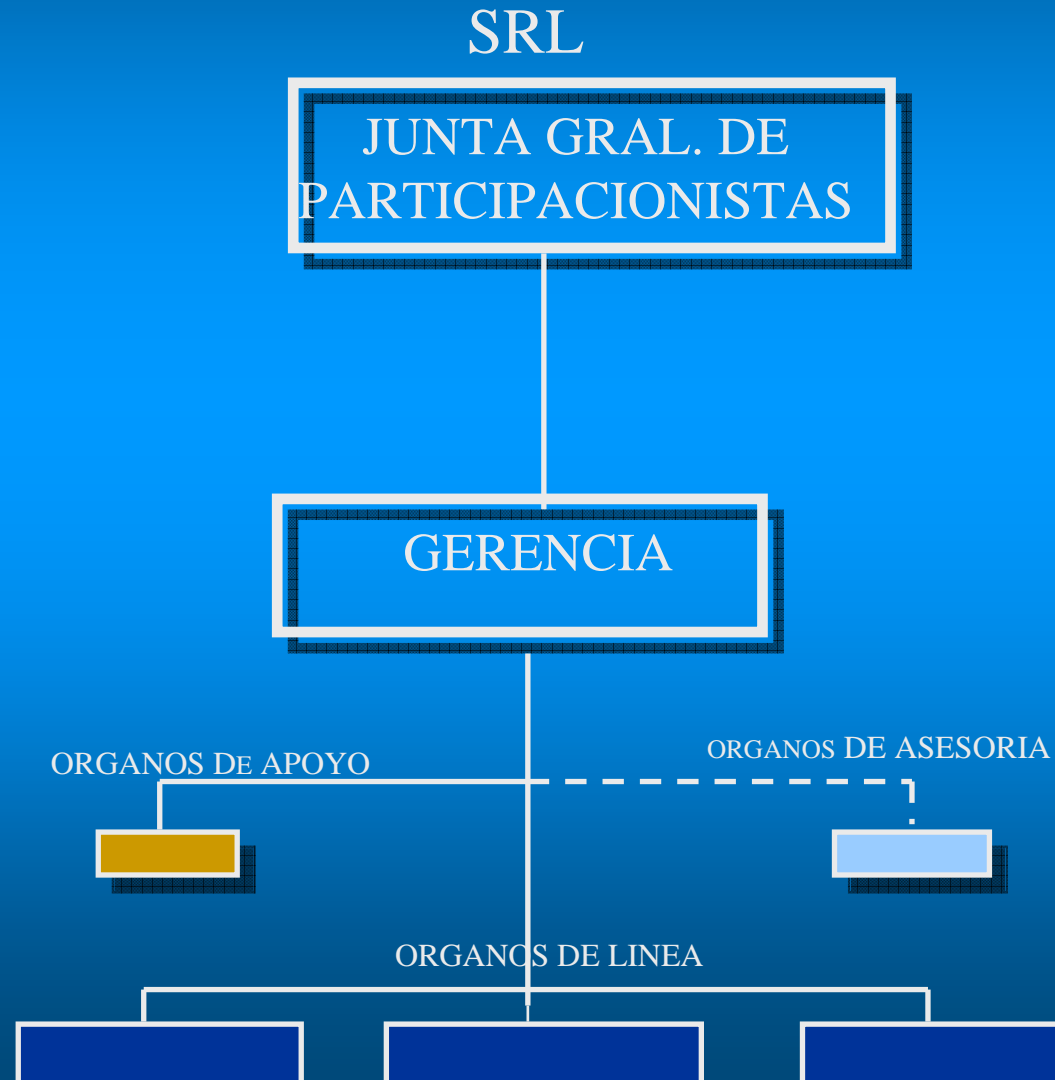 SRL
JUNTA GRAL. DE
PARTICIPACIONISTAS
GERENCIA
ORGANOS DE APOYO
ORGANOS DE ASESORIA
ORGANOS DE LINEA